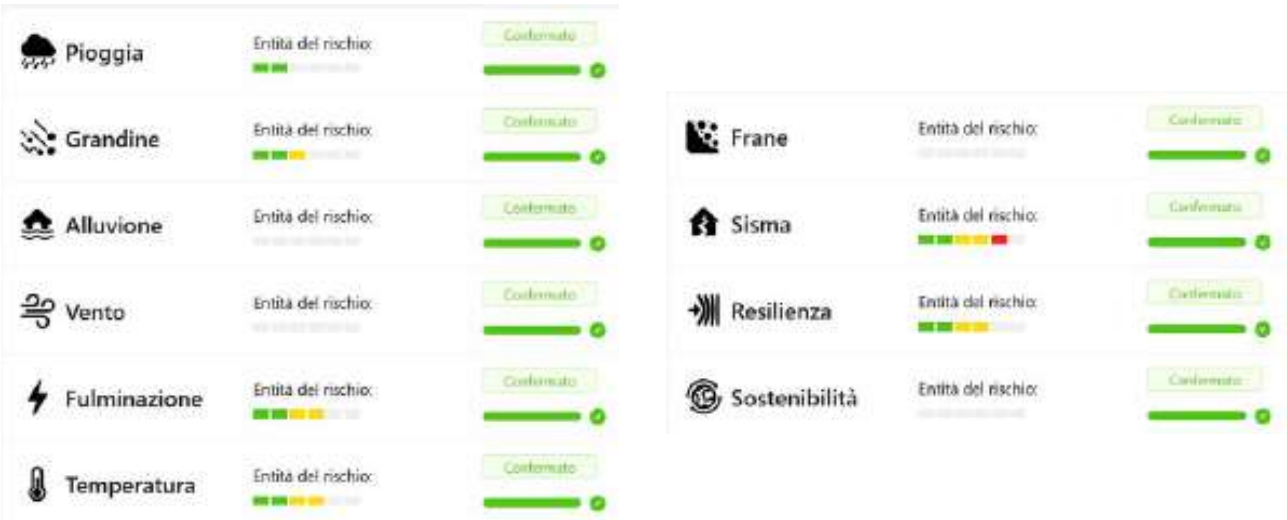 Pioggia
Entità del rischio:
Confermato
Grandine
Entità del rischio:
Confermato
Alluvione
Entità del rischio:
Confermato
Vento
Entità del rischio:
Confermato
Fulminazione
Entità del rischio:
Confermato
Temperatura
Entità del rischio:
Confermato
Frane
Entità del rischio:
Confermato
Sisma
Entità del rischio:
Confermato
Resilienza
Entità del rischio:
Confermato
Sostenibilità
Entità del rischio:
Confermato